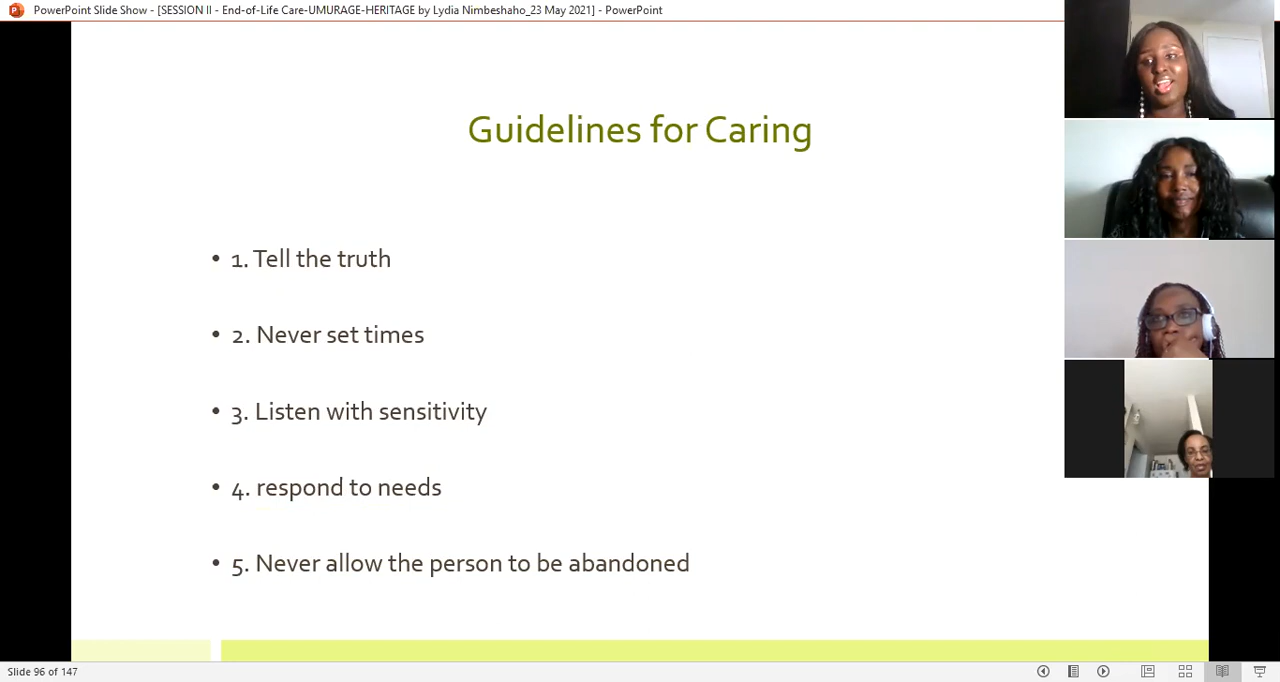 PowerPoint Slide Show - [SESSION II - End-of-Life Care-UMURAGE-HERITAGE by Lydia Nimbeshaho_23 May 2021] - PowerPoint
Guidelines for Caring
• 1. Tell the truth
• 2. Never set times
• 3. Listen with sensitivity
• 4. respond to needs
• 5. Never allow the person to be abandoned
Slide 96 of 147